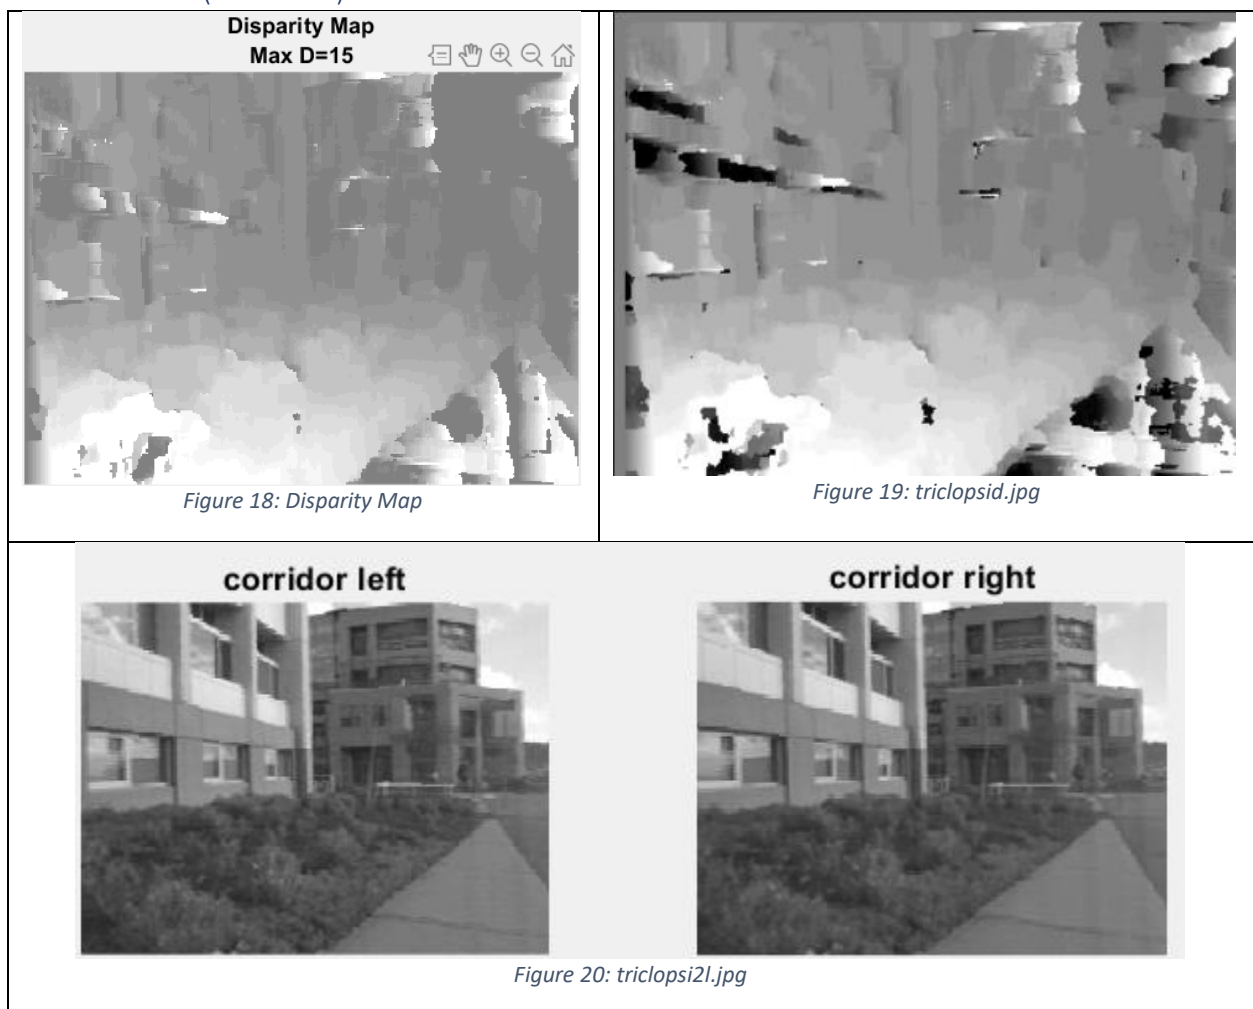 Disparity Map
Max D=15
Figure 18: Disparity Map
Figure 19: triclopsid.jpg
corridor left
corridor right
Figure 20: triclopsi2l.jpg